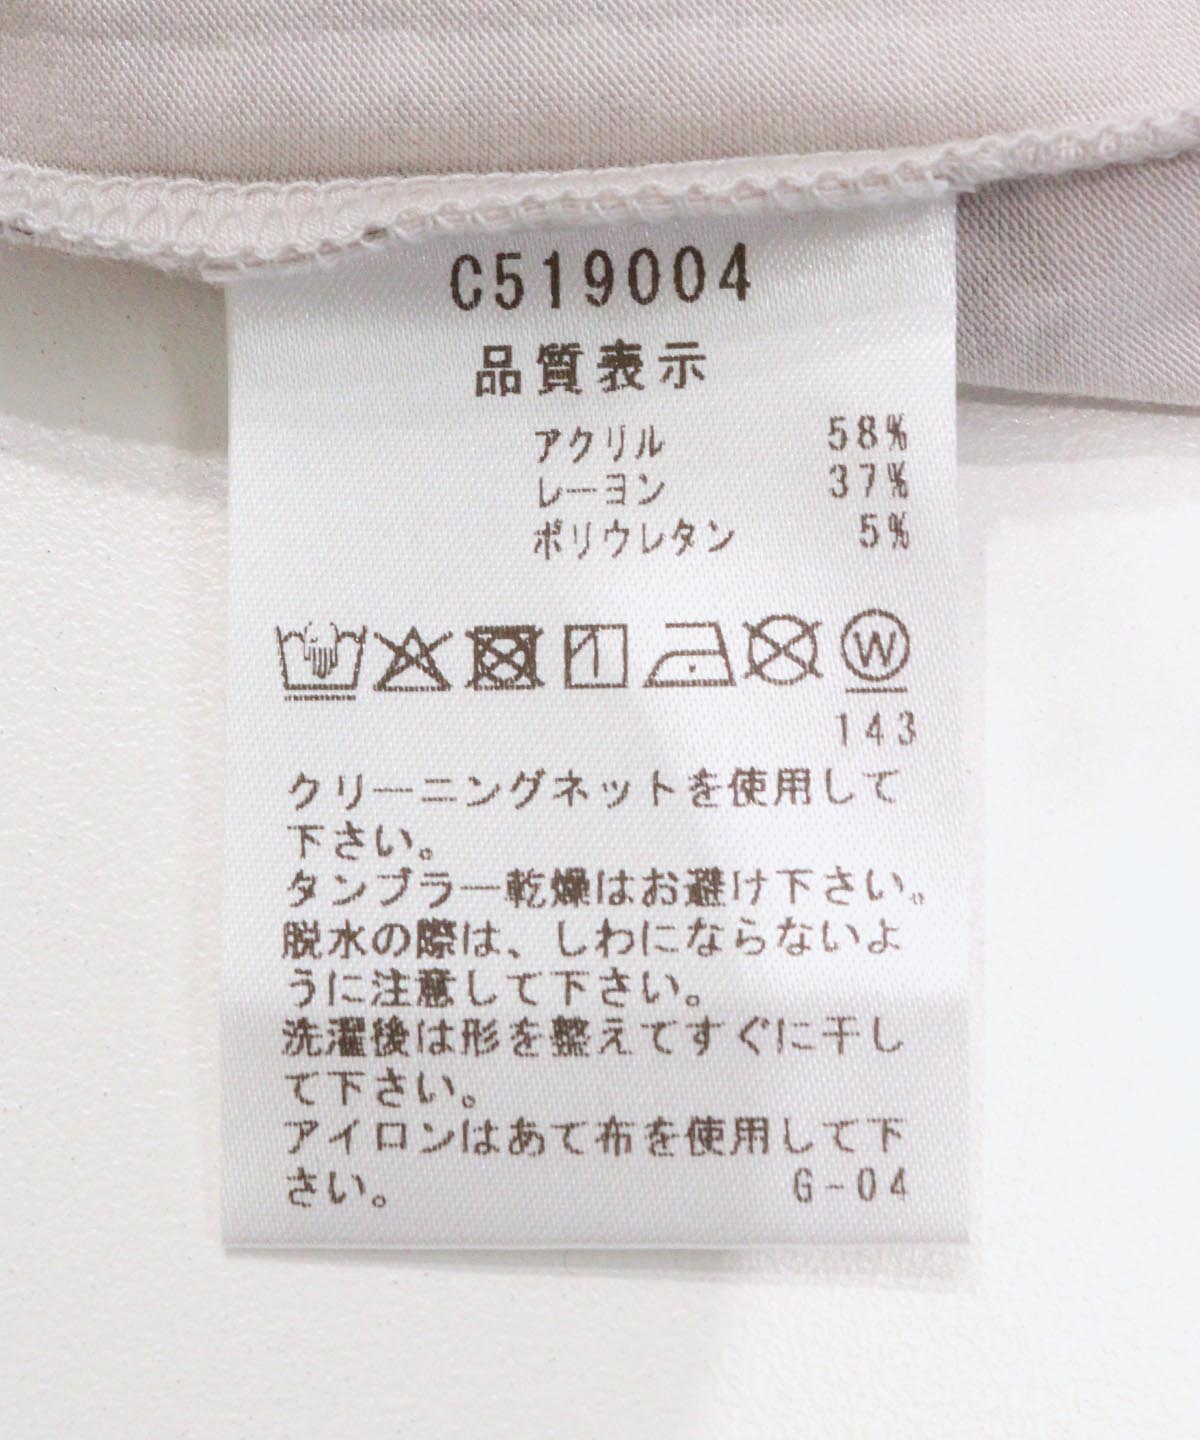 C519004
品質表示
アクリル 58%
レーヨン 37%
ポリウレタン 5%
W
143
クリーニングネットを使用して
下さい。
タンブラー乾燥はお避け下さい。
脱水の際は、しわにならないよ
うに注意して下さい。
洗濯後は形を整えてすぐに干し
て下さい。
アイロンはあて布を使用して下
さい。 G-04